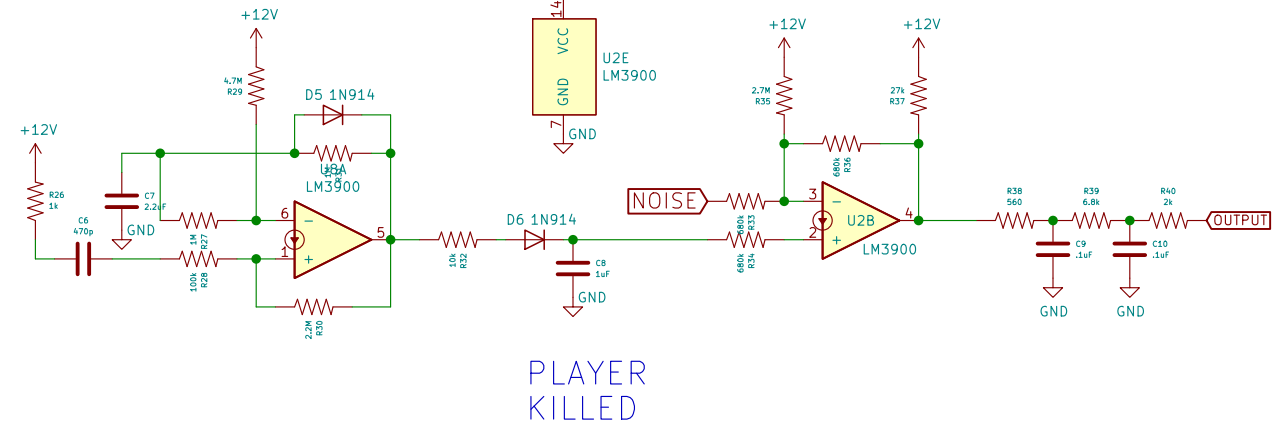 +12V
R26
1k
C6
470p
C7
2.2uF
GND
+12V
4.7M
R29
D5 1N914
U8A
LM3900
1M
R27
100k
R28
6
1
5
−
+
2.2M
R30
10k
R32
D6 1N914
C8
1uF
GND
14
VCC
GND
7
U2E
LM3900
GND
NOISE
680k
R33
680k
R34
+12V
2.7M
R35
680k
R36
+12V
27k
R37
3
2
4
−
+
U2B
LM3900
R38
560
R39
6.8k
R40
2k
C9
.1uF
GND
C10
.1uF
GND
OUTPUT
PLAYER
KILLED